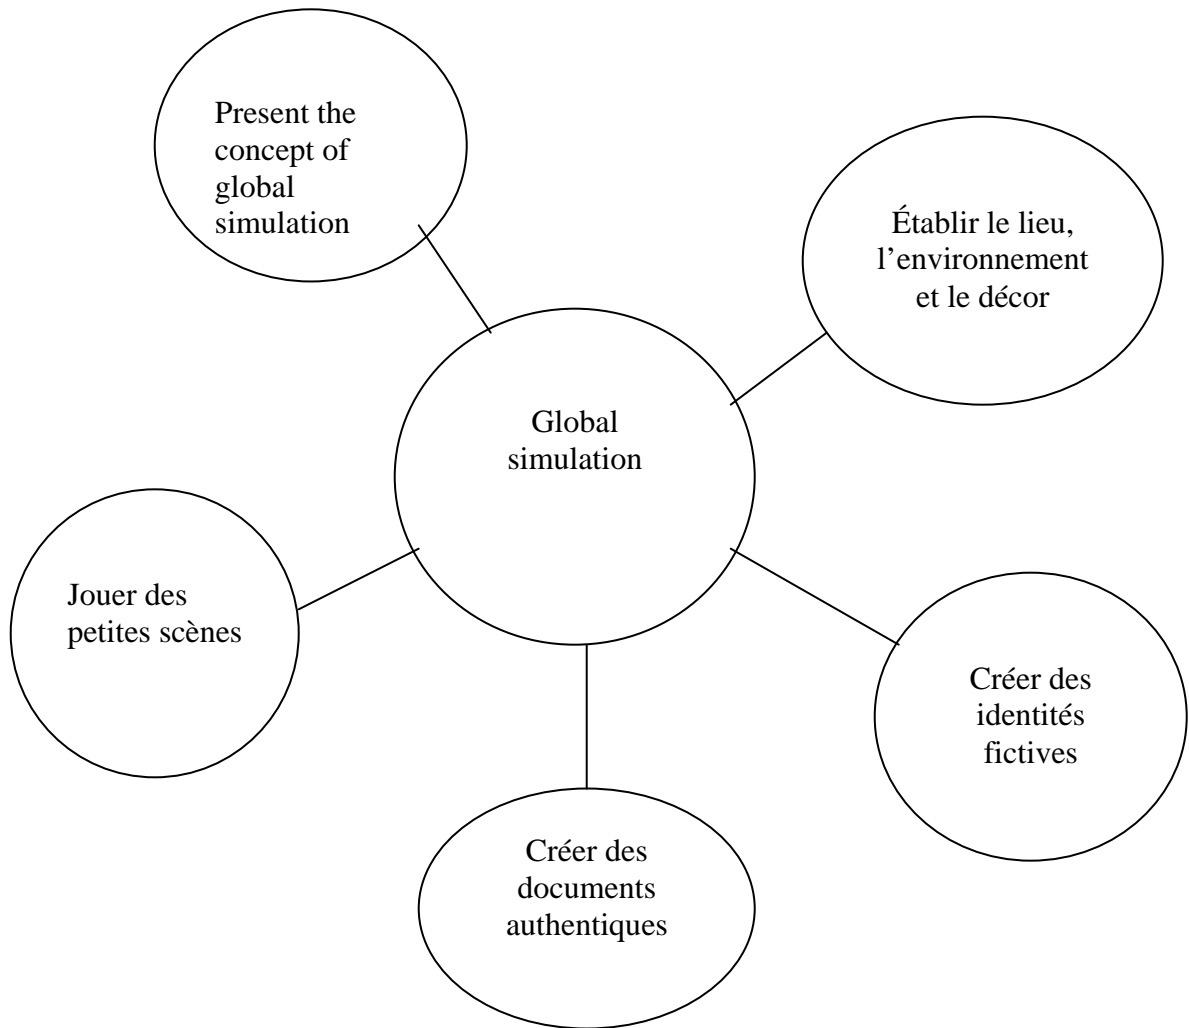 Present the
concept of
global
simulation
Établir le lieu,
l’environnement
et le décor
Global
simulation
Jouer des
petites scènes
Créer des
identités
fictives
Créer des
documents
authentiques